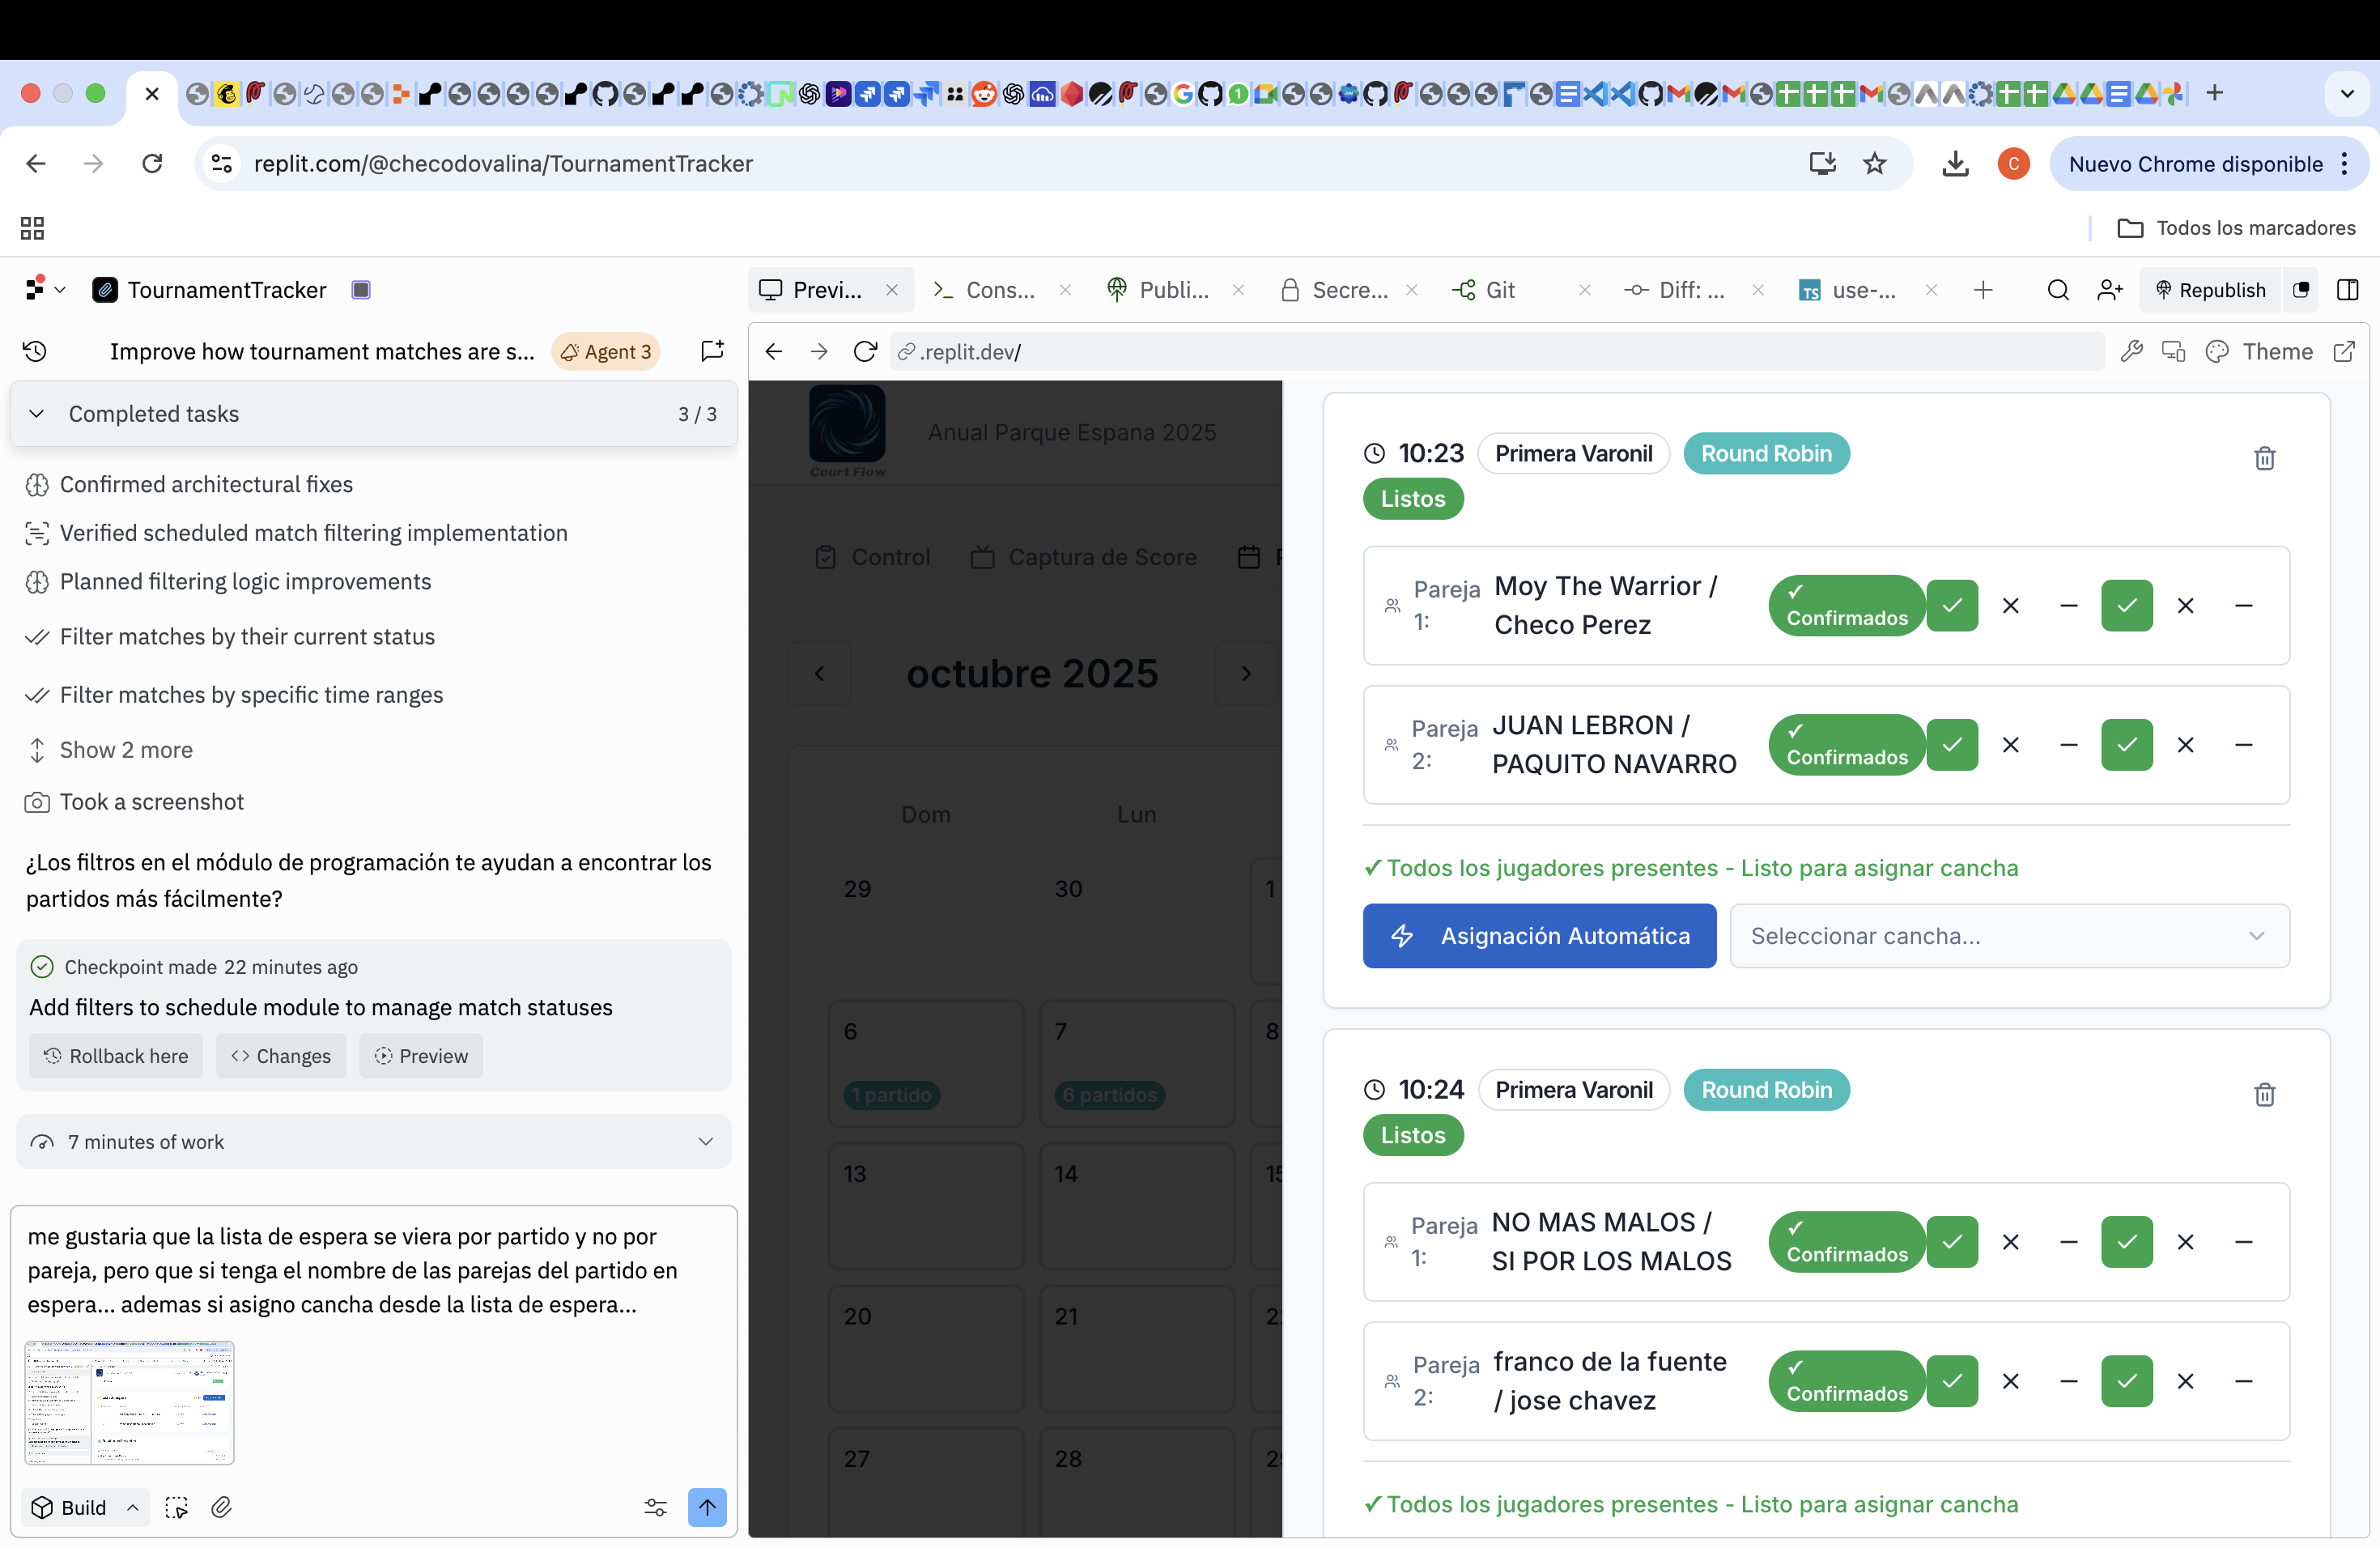 replit.com/@checodovalina/TournamentTracker
Nuevo Chrome disponible
Todos los marcadores
TournamentTracker
Previ...
Cons...
Publi...
Secre...
Git
Diff: ...
TS use-...
Republish
Improve how tournament matches are s...
Agent 3
.replit.dev/
Theme
Completed tasks
3 / 3
Confirmed architectural fixes
Verified scheduled match filtering implementation
Planned filtering logic improvements
Filter matches by their current status
Filter matches by specific time ranges
Show 2 more
Took a screenshot
¿Los filtros en el módulo de programación te ayudan a encontrar los
partidos más fácilmente?
Checkpoint made 22 minutes ago
Add filters to schedule module to manage match statuses
Rollback here
Changes
Preview
7 minutes of work
me gustaria que la lista de espera se viera por partido y no por
pareja, pero que si tenga el nombre de las parejas del partido en
espera... ademas si asigno cancha desde la lista de espera...
Build
Court Flow
Anual Parque Espana 2025
Control
Captura de Score
octubre 2025
Dom
Lun
29
30
1
6
7
8
1 partido
6 partidos
13
14
15
20
21
27
28
10:23
Primera Varonil
Round Robin
Listos
Pareja
1:
Moy The Warrior /
Checo Perez
✓
Confirmados
Pareja
2:
JUAN LEBRON /
PAQUITO NAVARRO
✓
Confirmados
✓ Todos los jugadores presentes - Listo para asignar cancha
Asignación Automática
Seleccionar cancha...
10:24
Primera Varonil
Round Robin
Listos
Pareja
1:
NO MAS MALOS /
SI POR LOS MALOS
✓
Confirmados
Pareja
2:
franco de la fuente
/ jose chavez
✓
Confirmados
✓ Todos los jugadores presentes - Listo para asignar cancha